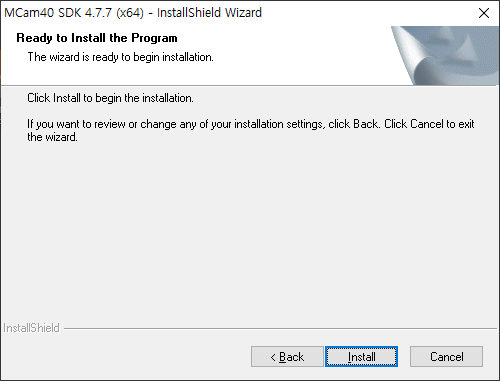 MCam40 SDK 4.7.7 (x64) - InstallShield Wizard
Ready to Install the Program
The wizard is ready to begin installation.
Click Install to begin the installation.
If you want to review or change any of your installation settings, click Back. Click Cancel to exit
the wizard.
InstallShield
< Back
Install
Cancel